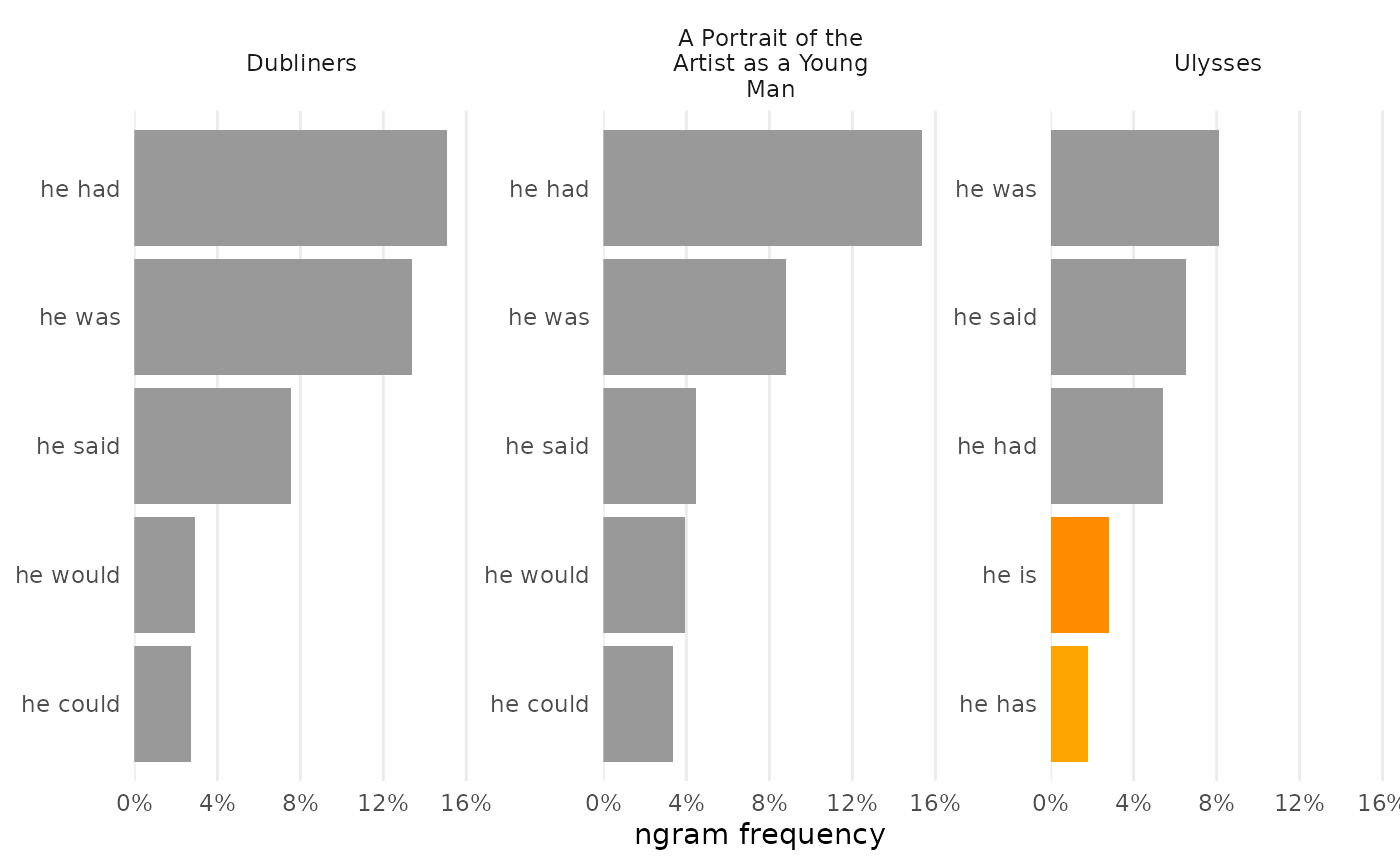 Dubliners
he had
he was
he said
he would
he could
0% 4% 8% 12% 16%
A Portrait of the
Artist as a Young
Man
he had
he was
he said
he would
he could
0% 4% 8% 12% 16%
Ulysses
he was
he said
he had
he is
he has
0% 4% 8% 12% 16%
ngram frequency